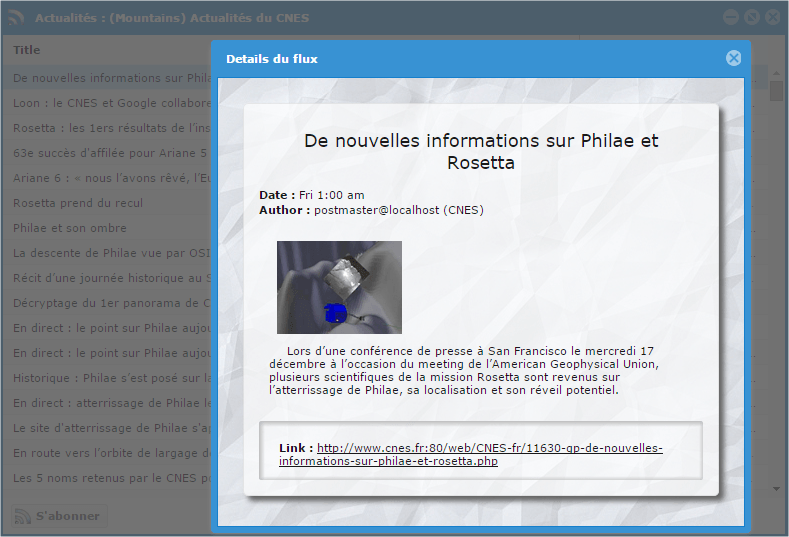 Actualités : (Mountains) Actualités du CNES
Title
De nouvelles informations sur Phila
Loon : le CNES et Google collabore
Rosetta : les 1ers résultats de l'ins
63e succès d'affilée pour Ariane 5
Ariane 6 : « nous l'avons rêvé, l'Eu
Rosetta prend du recul
Philae et son ombre
La descente de Philae vue par OSI
Récit d'une journée historique au S
Décryptage du 1er panorama de C
En direct : le point sur Philae aujou
En direct : le point sur Philae aujou
Historique : Philae s'est posé sur la
En direct : atterrissage de Philae le
Le site d'atterrissage de Philae s'ap
En route vers l'orbite de largage d
Les 5 noms retenus par le CNES po
S'abonner
Details du flux
De nouvelles informations sur Philae et
Rosetta
Date : Fri 1:00 am
Author : postmaster@localhost (CNES)
Lors d'une conférence de presse à San Francisco le mercredi 17
décembre à l'occasion du meeting de l'American Geophysical Union,
plusieurs scientifiques de la mission Rosetta sont revenus sur
l'atterrissage de Philae, sa localisation et son réveil potentiel.
Link : http://www.cnes.fr:80/web/CNES-fr/11630-gp-de-nouvelles-
informations-sur-philae-et-rosetta.php